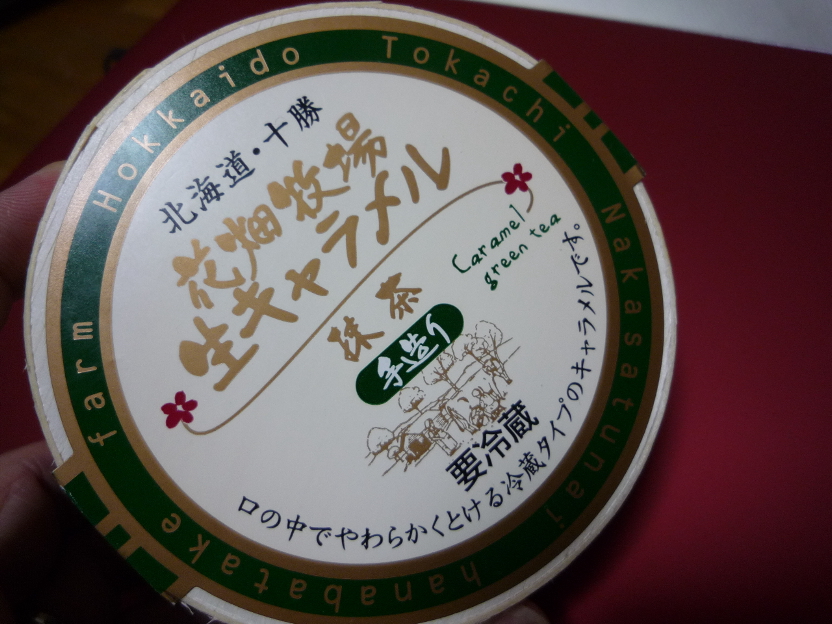 Hokkaido Tokachi Nakasatunai hanabatake farm
北海道・十勝
花畑牧場
生キャラメル
Caramel
green tea
抹茶
手造り
要冷蔵
口の中でやわらかくとける冷蔵タイプのキャラメルです。